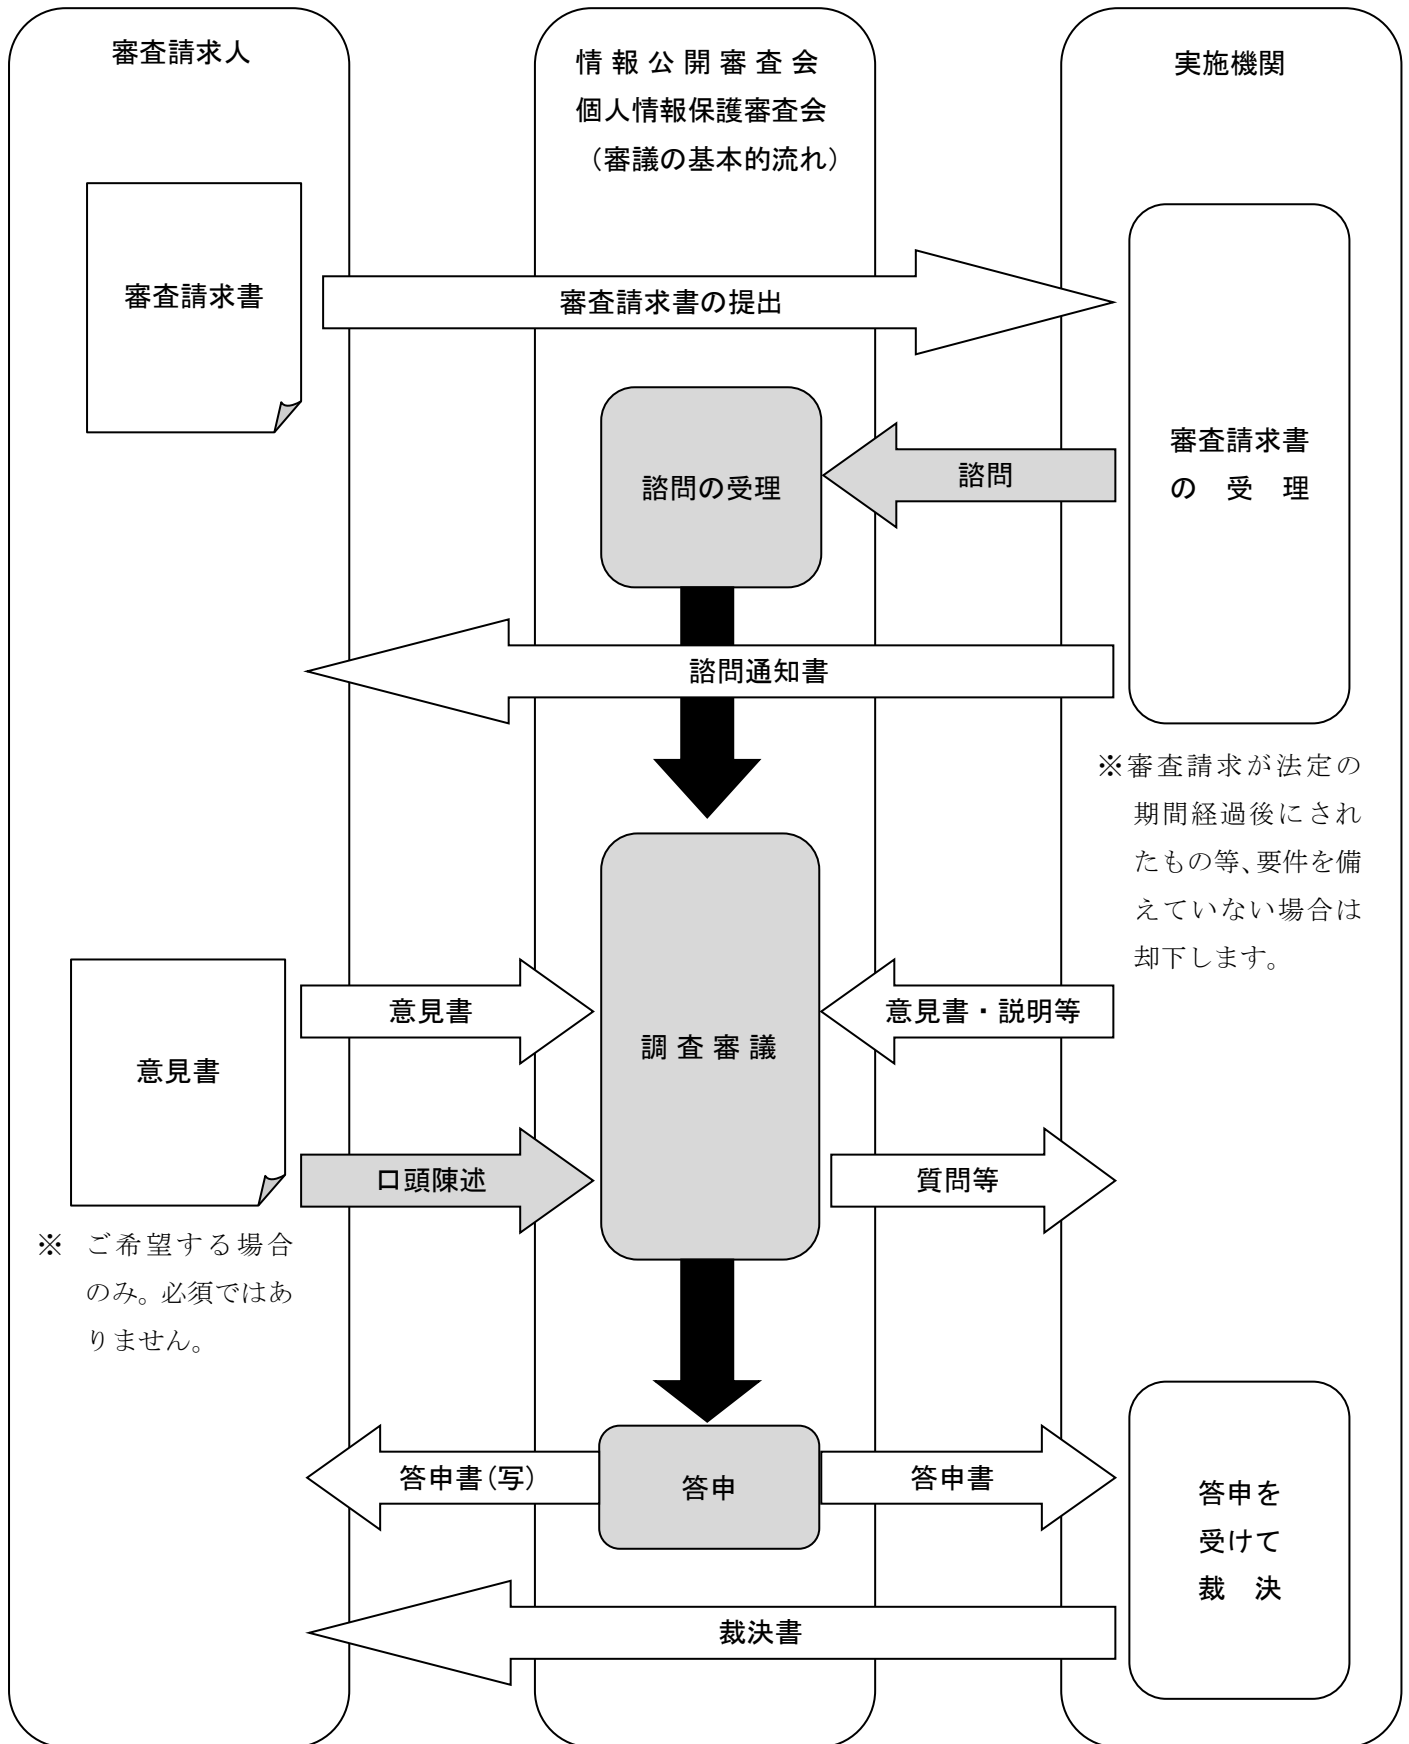 審査請求人
情報公開審査会
個人情報保護審査会
（審議の基本的流れ）
実施機関
審査請求書
審査請求書の提出
諮問の受理
諮問
審査請求書
の　受　理
諮問通知書
※審査請求が法定の
期間経過後にされ
たもの等、要件を備
えていない場合は
却下します。
意見書
意見書
調査審議
意見書・説明等
口頭陳述
質問等
※　ご希望する場合
のみ。必須ではあ
りません。
答申書（写）
答申
答申書
答申を
受けて
裁　決
裁決書